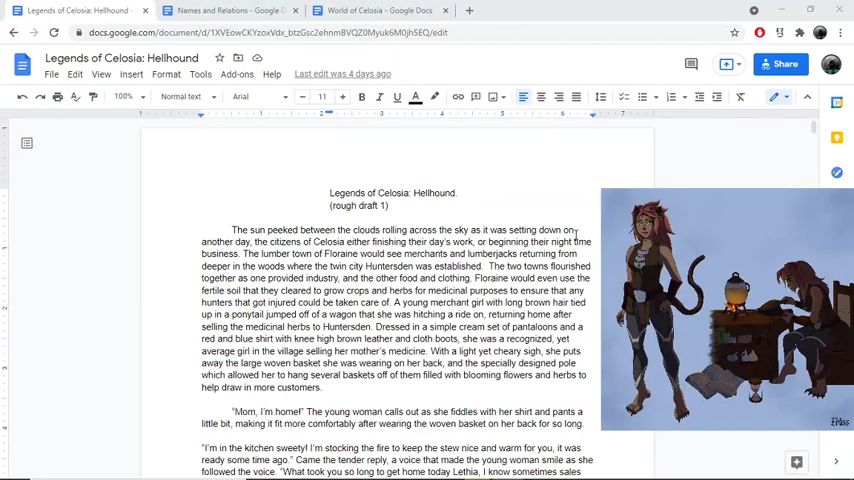 Legends of Celosia: Hellhound -
Names and Relations - Google D
World of Celosia - Google Docs
docs.google.com/document/d/1XVEowCKYzoxVdx_btzGsc2ehnmBVQZ0Myuk6M0jh5EQ/edit
Legends of Celosia: Hellhound
File Edit View Insert Format Tools Add-ons Help Last edit was 4 days ago
Share
100% Normal text Arial 11
1 1 2 3 4 5 6 7
Legends of Celosia: Hellhound.
(rough draft 1)
The sun peeked between the clouds rolling across the sky as it was setting down on
another day, the citizens of Celosia either finishing their day's work, or beginning their night time
business. The lumber town of Floraine would see merchants and lumberjacks returning from
deeper in the woods where the twin city Huntersden was established. The two towns flourished
together as one provided industry, and the other food and clothing. Floraine would even use the
fertile soil that they cleared to grow crops and herbs for medicinal purposes to ensure that any
hunters that got injured could be taken care of. A young merchant girl with long brown hair tied
up in a ponytail jumped off of a wagon that she was hitching a ride on, returning home after
selling the medicinal herbs to Huntersden. Dressed in a simple cream set of pantaloons and a
red and blue shirt with knee high brown leather and cloth boots, she was a recognized, yet
average girl in the village selling her mother's medicine. With a light yet cheary sigh, she puts
away the large woven basket she was wearing on her back, and the specially designed pole
which allowed her to hang several baskets off of them filled with blooming flowers and herbs to
help draw in more customers.
"Mom, I'm home!" The young woman calls out as she fiddles with her shirt and pants a
little bit, making it fit more comfortably after wearing the woven basket on her back for so long.
"I'm in the kitchen sweety! I'm stocking the fire to keep the stew nice and warm for you, it was
ready some time ago." Came the tender reply, a voice that made the young woman smile as she
followed the voice. "What took you so long to get home today Lethia, I know sometimes sales